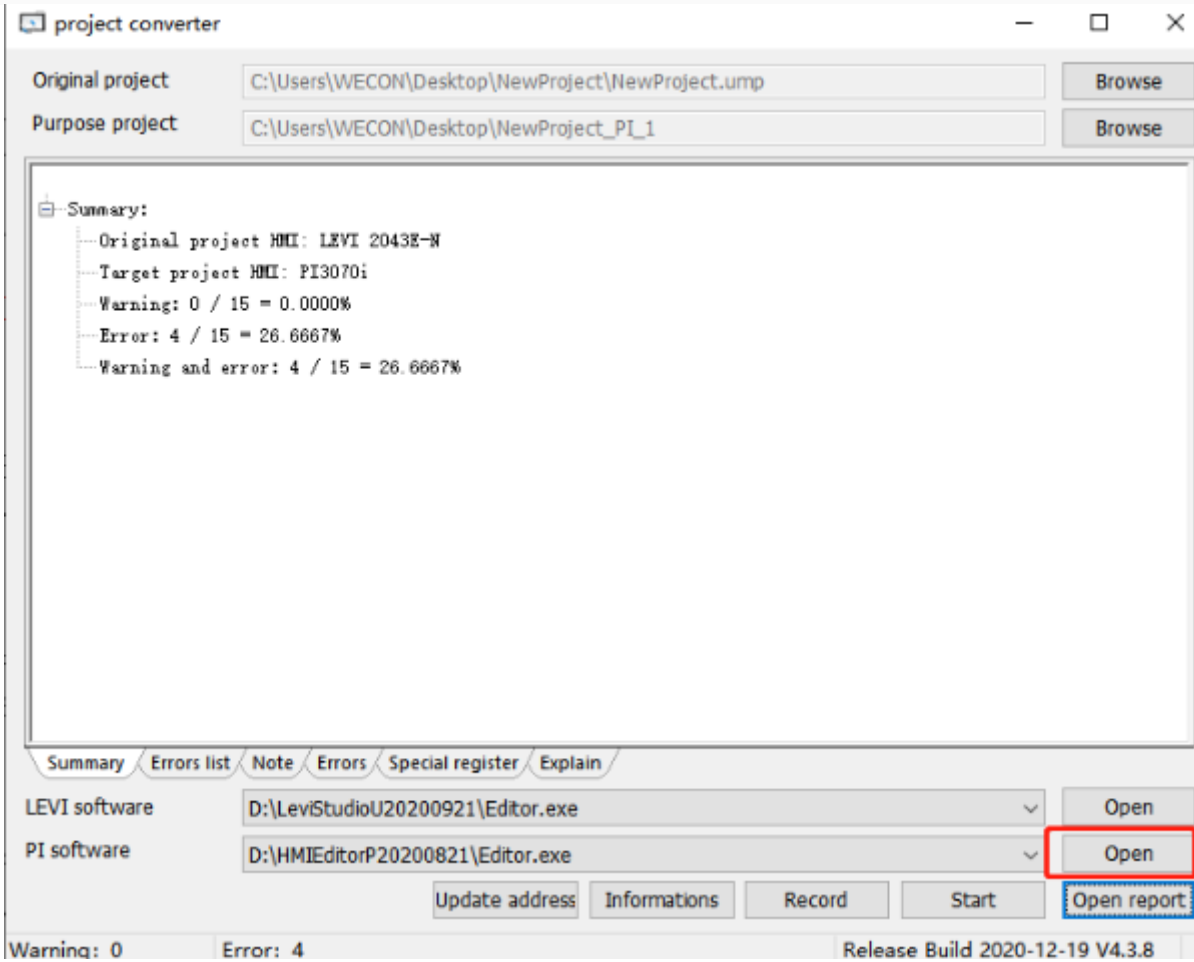 project converter
Original project C:\Users\WECON\Desktop\NewProject\NewProject.ump Browse
Purpose project C:\Users\WECON\Desktop\NewProject_PI_1 Browse
Summary:
Original project HMI: LEVI 2043E-N
Target project HMI: PI3070i
Warning: 0 / 15 = 0.0000%
Error: 4 / 15 = 26.6667%
Warning and error: 4 / 15 = 26.6667%
Summary Errors list Note Errors Special register Explain
LEVI software D:\LeviStudioU20200921\Editor.exe Open
PI software D:\HMIEditorP20200821\Editor.exe Open
Update address Informations Record Start Open report
Warning: 0 Error: 4 Release Build 2020-12-19 V4.3.8